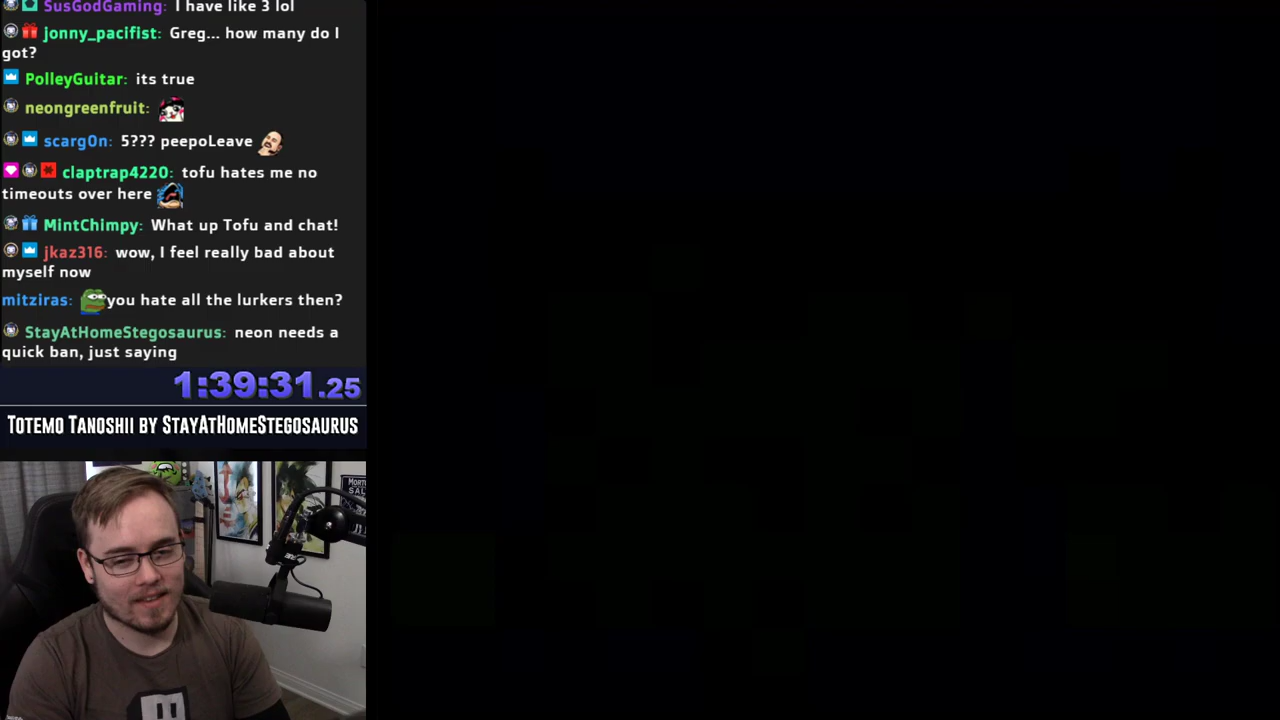 SusGodGaming: I have like 3 lol
jonny_pacifist: Greg... how many do I
got?
PolleyGuitar: its true
neongreenfruit:
scarg0n: 5??? peepoLeave
claptrap4220: tofu hates me no
timeouts over here
MintChimpy: What up Tofu and chat!
jkaz316: wow, I feel really bad about
myself now
mitziras: you hate all the lurkers then?
StayAtHomeStegosaurus: neon needs a
quick ban, just saying
1:39:31.25
Totemo Tanoshii by StayAtHomeStegosaurus